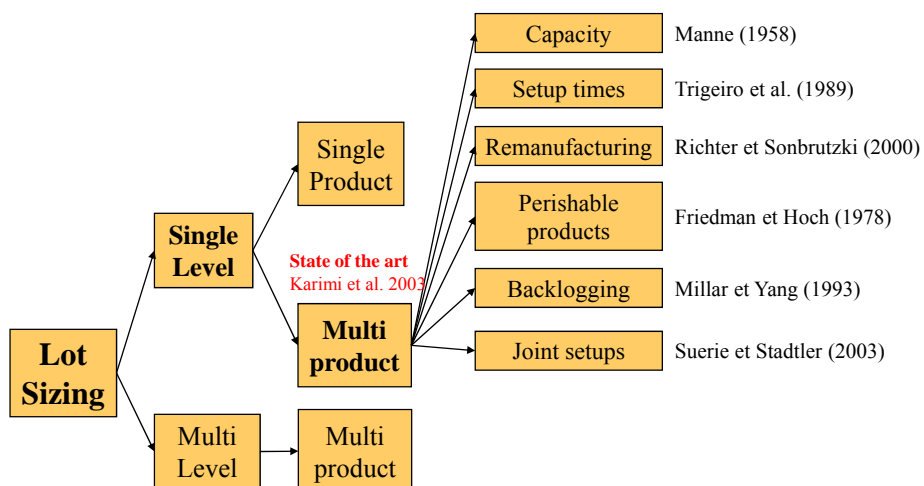 Capacity
Manne (1958)
Setup times
Trigeiro et al. (1989)
Single
Product
Remanufacturing
Richter et Sonbrutzki (2000)
Perishable
products
Friedman et Hoch (1978)
Single
Level
State of the art
Karimi et al. 2003
Backlogging
Millar et Yang (1993)
Multi
product
Joint setups
Suerie et Stadtler (2003)
Lot
Sizing
Multi
Level
Multi
product